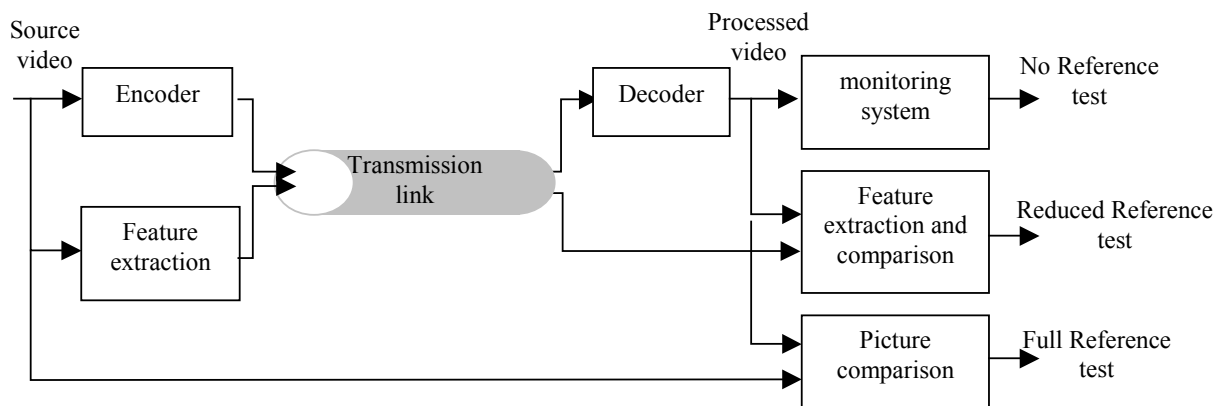 Source
video
Encoder
Feature
extraction
Transmission
link
Decoder
Processed
video
monitoring
system
No Reference
test
Feature
extraction and
comparison
Reduced Reference
test
Picture
comparison
Full Reference
test